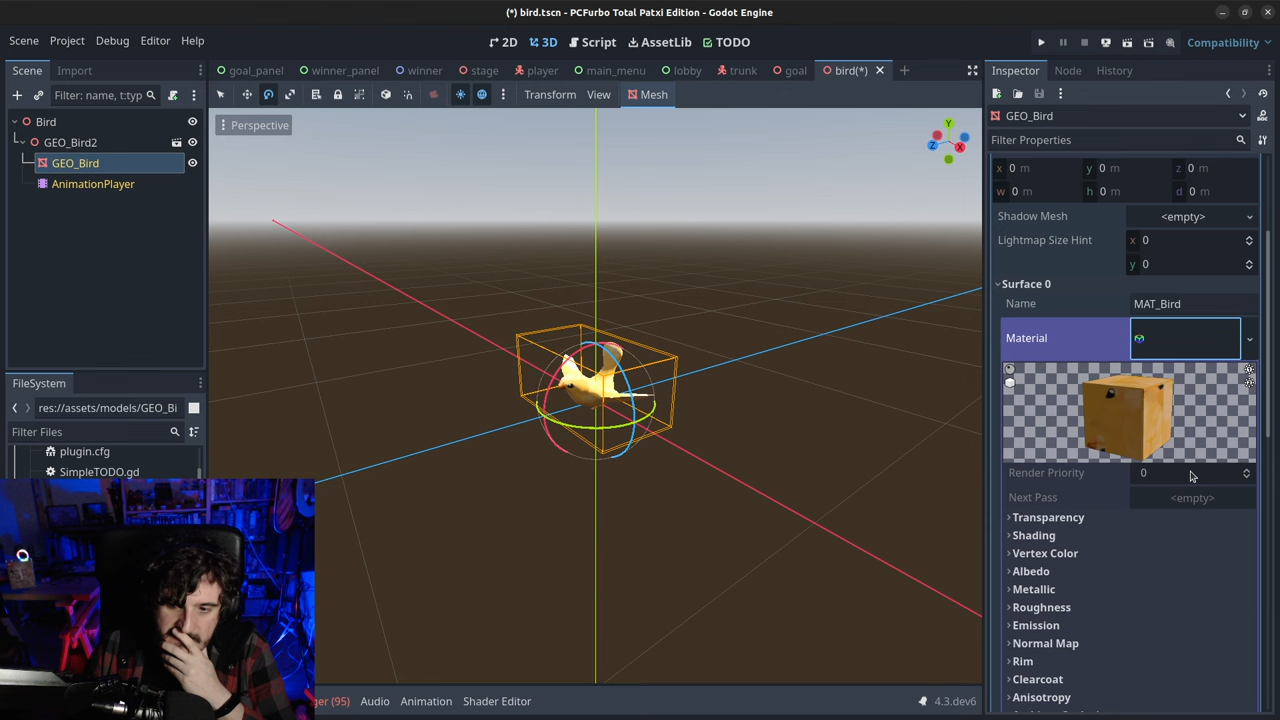 (*) bird.tscn - PCFurbo Total Patxi Edition - Godot Engine
Scene Project Debug Editor Help
2D 3D Script AssetLib TODO
Compatibility
Scene Import
goal_panel winner_panel winner stage player main_menu lobby trunk goal bird(*)
Inspector Node History
Filter: name, t:typ
Transform View Mesh
Perspective
Y
Z
X
Bird
GEO_Bird2
GEO_Bird
AnimationPlayer
FileSystem
res://assets/models/GEO_Bi
Filter Files
plugin.cfg
SimpleTODO.gd
GEO_Bird
Filter Properties
x 0 m y 0 m z 0 m
w 0 m h 0 m d 0 m
Shadow Mesh <empty>
Lightmap Size Hint x 0
y 0
Surface 0
Name MAT_Bird
Material
Render Priority 0
Next Pass <empty>
Transparency
Shading
Vertex Color
Albedo
Metallic
Roughness
Emission
Normal Map
Rim
Clearcoat
Anisotropy
ger (95) Audio Animation Shader Editor
4.3.dev6